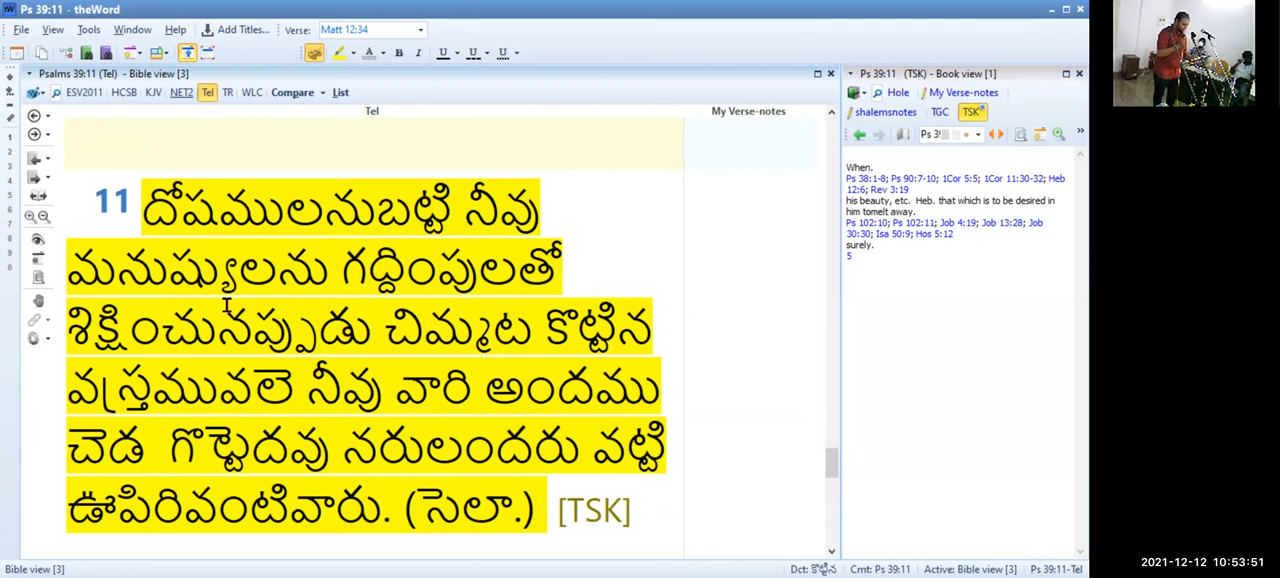 Ps 39:11 - theWord
File View Tools Window Help Add Titles... Verse: Matt 12:34
Psalms 39:11 (Tel) - Bible view [3]
ESV2011 HCSB KJV NET2 Tel TR WLC Compare List
Tel My Verse-notes
11 దోషములనుబట్టి నీవు
మనుష్యులను గద్దింపులతో
శిక్షించునప్పుడు చిమ్మట కొట్టిన
వస్త్రమువలె నీవు వారి అందము
చెడ గొట్టెదవు నరులందరు వట్టి
ఊపిరివంటివారు. (సెలా.) [TSK]
Ps 39:11 (TSK) - Book view [1]
Hole My Verse-notes
shalemsnotes TGC TSK
When.
Ps 38:1-8; Ps 90:7-10; 1Cor 5:5; 1Cor 11:30-32; Heb
12:6; Rev 3:19
his beauty, etc. Heb. that which is to be desired in
him tomelt away.
Ps 102:10; Ps 102:11; Job 4:19; Job 13:28; Job
30:30; Isa 50:9; Hos 5:12
surely.
5
Bible view [3] Dct: కొట్టిన Cmt: Ps 39:11 Active: Bible view [3] Ps 39:11-Tel
2021-12-12 10:53:51